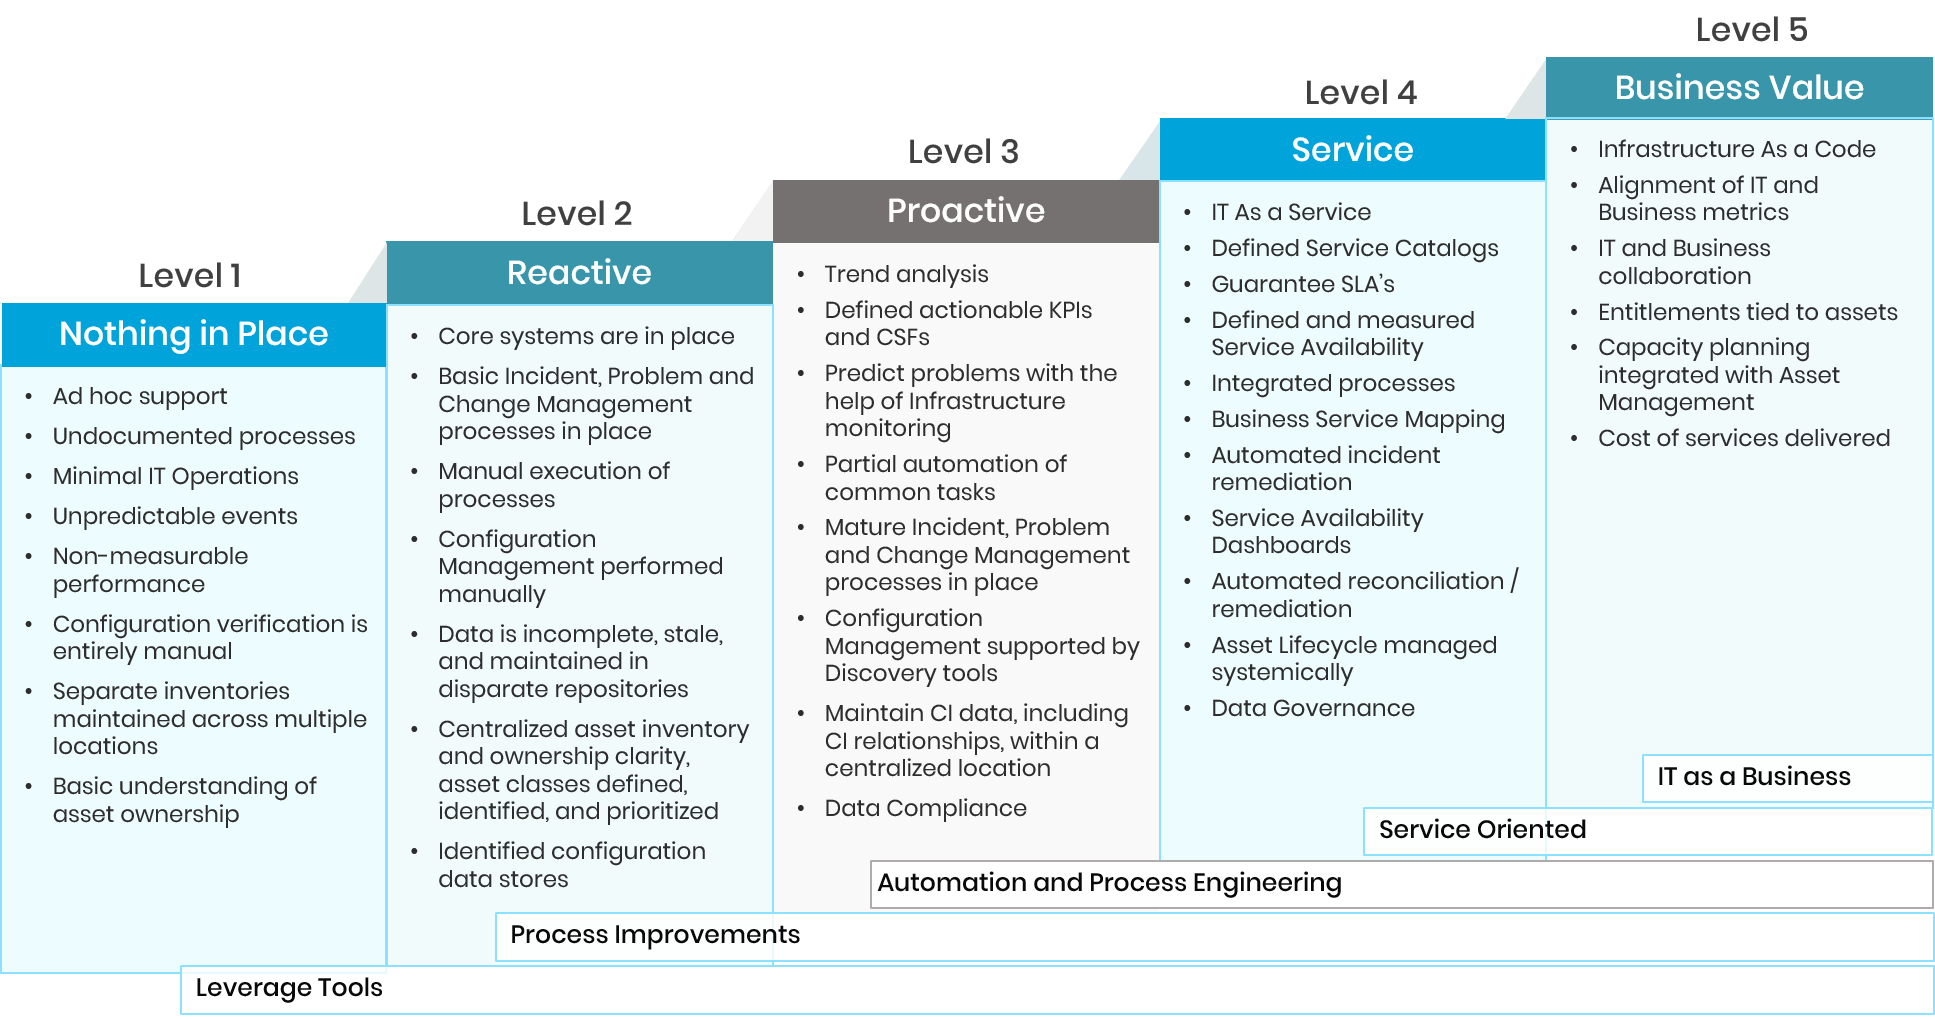 Level 1
Nothing in Place
• Ad hoc support
• Undocumented processes
• Minimal IT Operations
• Unpredictable events
• Non-measurable
performance
• Configuration verification is
entirely manual
• Separate inventories
maintained across multiple
locations
• Basic understanding of
asset ownership
Level 2
Reactive
• Core systems are in place
• Basic Incident, Problem and
Change Management
processes in place
• Manual execution of
processes
• Configuration
Management performed
manually
• Data is incomplete, stale,
and maintained in
disparate repositories
• Centralized asset inventory
and ownership clarity,
asset classes defined,
identified, and prioritized
• Identified configuration
data stores
Level 3
Proactive
• Trend analysis
• Defined actionable KPIs
and CSFs
• Predict problems with the
help of Infrastructure
monitoring
• Partial automation of
common tasks
• Mature Incident, Problem
and Change Management
processes in place
• Configuration
Management supported by
Discovery tools
• Maintain CI data, including
CI relationships, within a
centralized location
• Data Compliance
Level 4
Service
• IT As a Service
• Defined Service Catalogs
• Guarantee SLA's
• Defined and measured
Service Availability
• Integrated processes
• Business Service Mapping
• Automated incident
remediation
• Service Availability
Dashboards
• Automated reconciliation /
remediation
• Asset Lifecycle managed
systemically
• Data Governance
Level 5
Business Value
• Infrastructure As a Code
• Alignment of IT and
Business metrics
• IT and Business
collaboration
• Entitlements tied to assets
• Capacity planning
integrated with Asset
Management
• Cost of services delivered
IT as a Business
Service Oriented
Automation and Process Engineering
Process Improvements
Leverage Tools